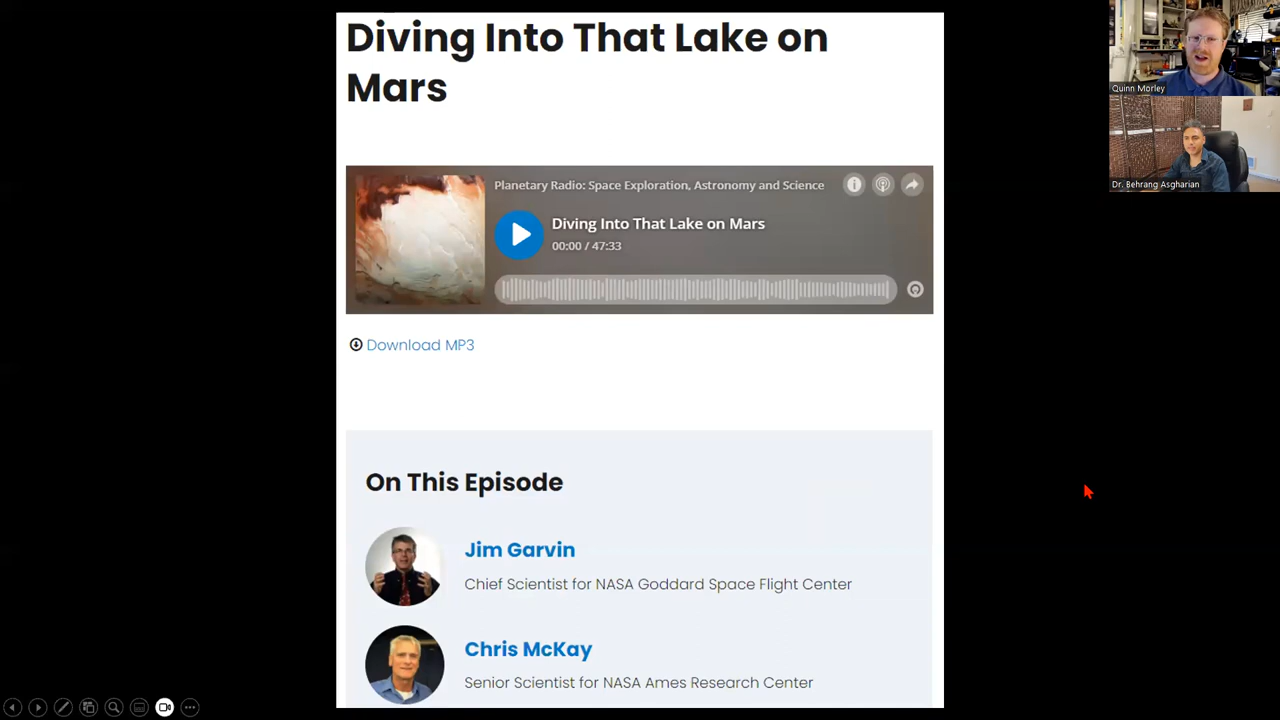 Diving Into That Lake on
Mars
Planetary Radio: Space Exploration, Astronomy and Science
Diving Into That Lake on Mars
00:00 / 47:33
Download MP3
On This Episode
Jim Garvin
Chief Scientist for NASA Goddard Space Flight Center
Chris McKay
Senior Scientist for NASA Ames Research Center
Quinn Morley
Dr. Behrang Asgharian